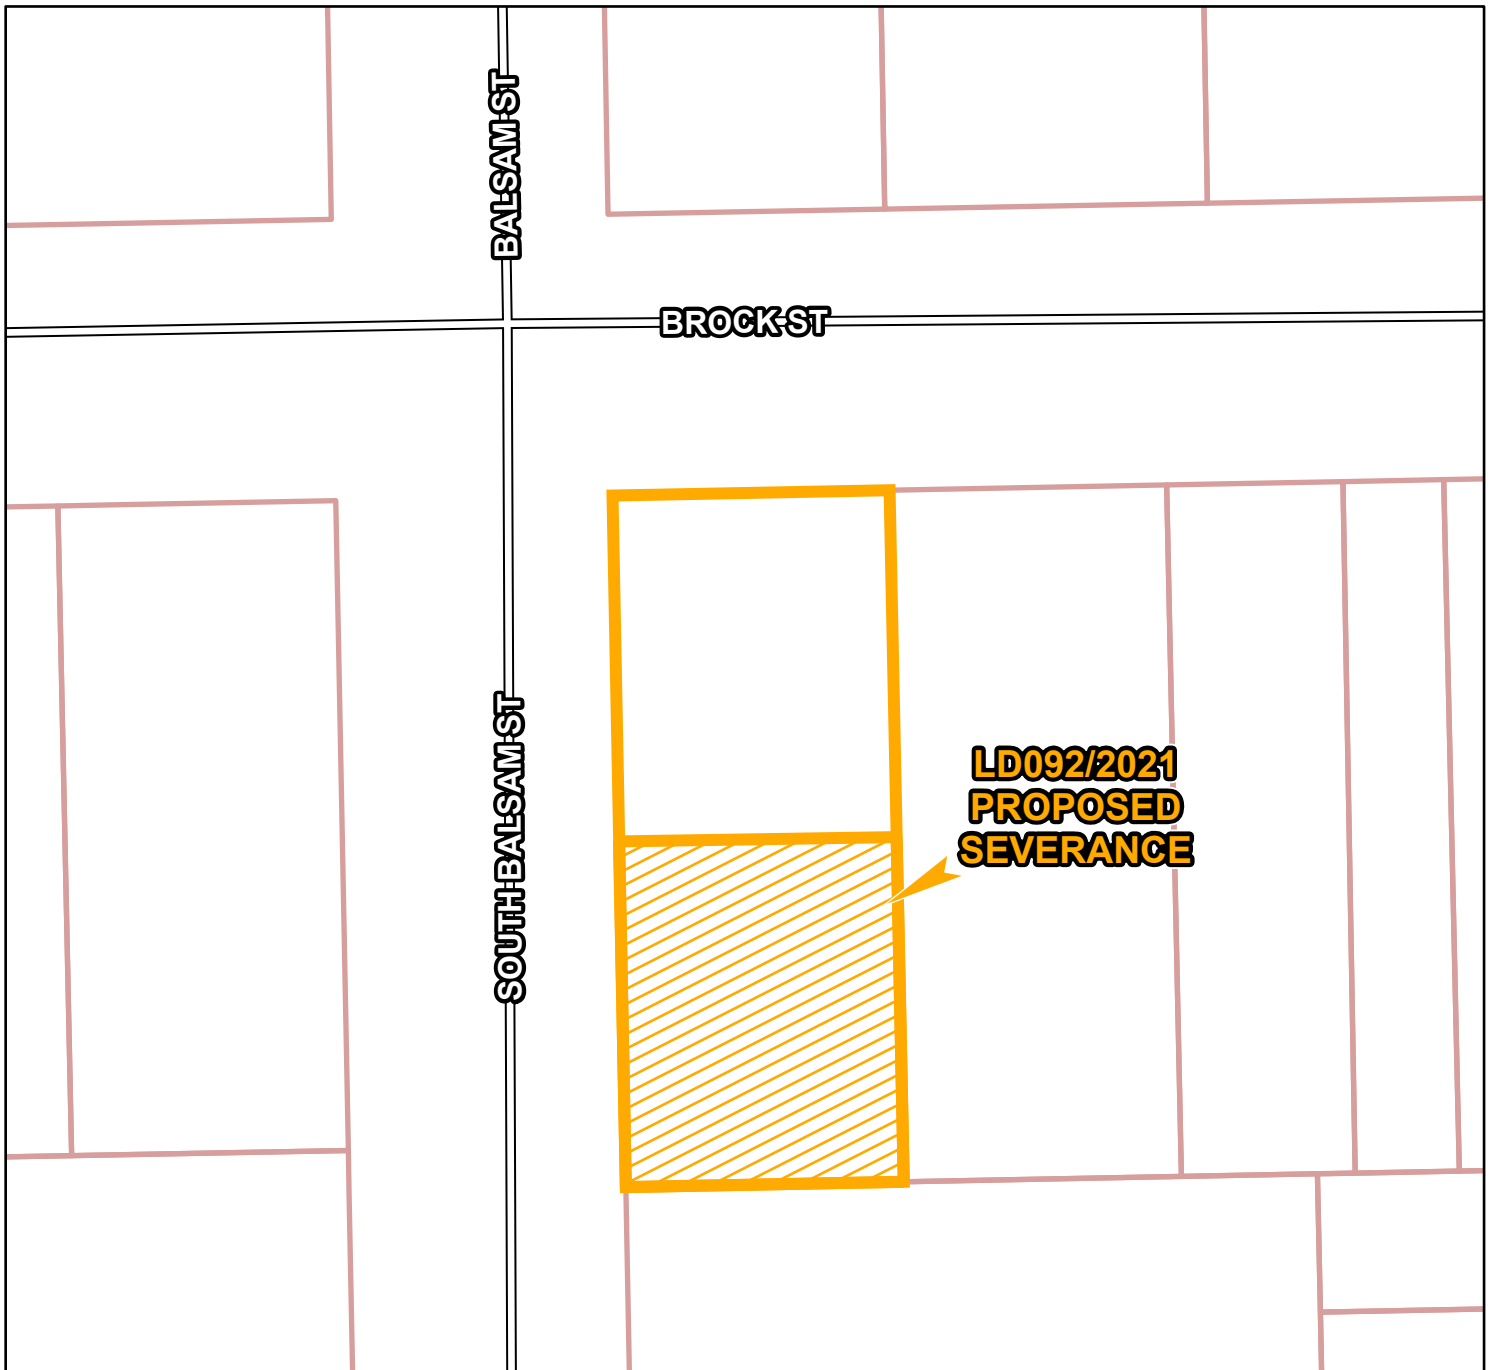 BALSAM ST
BROCK ST
SOUTH BALSAM ST
LD092/2021
PROPOSED
SEVERANCE